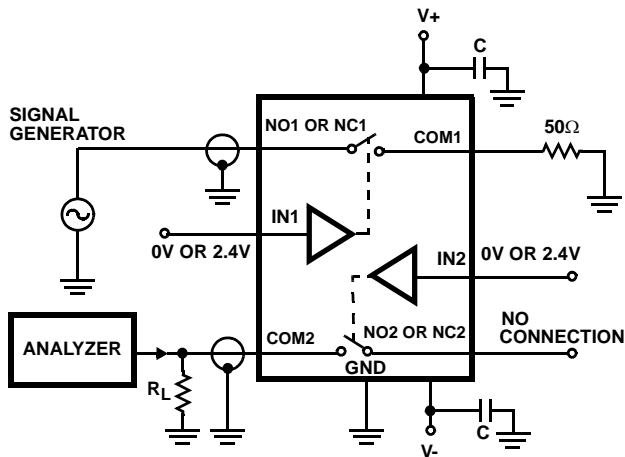 V+
C
SIGNAL
GENERATOR
NO1 OR NC1
COM1
50Ω
IN1
0V OR 2.4V
IN2
0V OR 2.4V
ANALYZER
COM2
NO2 OR NC2
NO
CONNECTION
GND
RL
C
V-